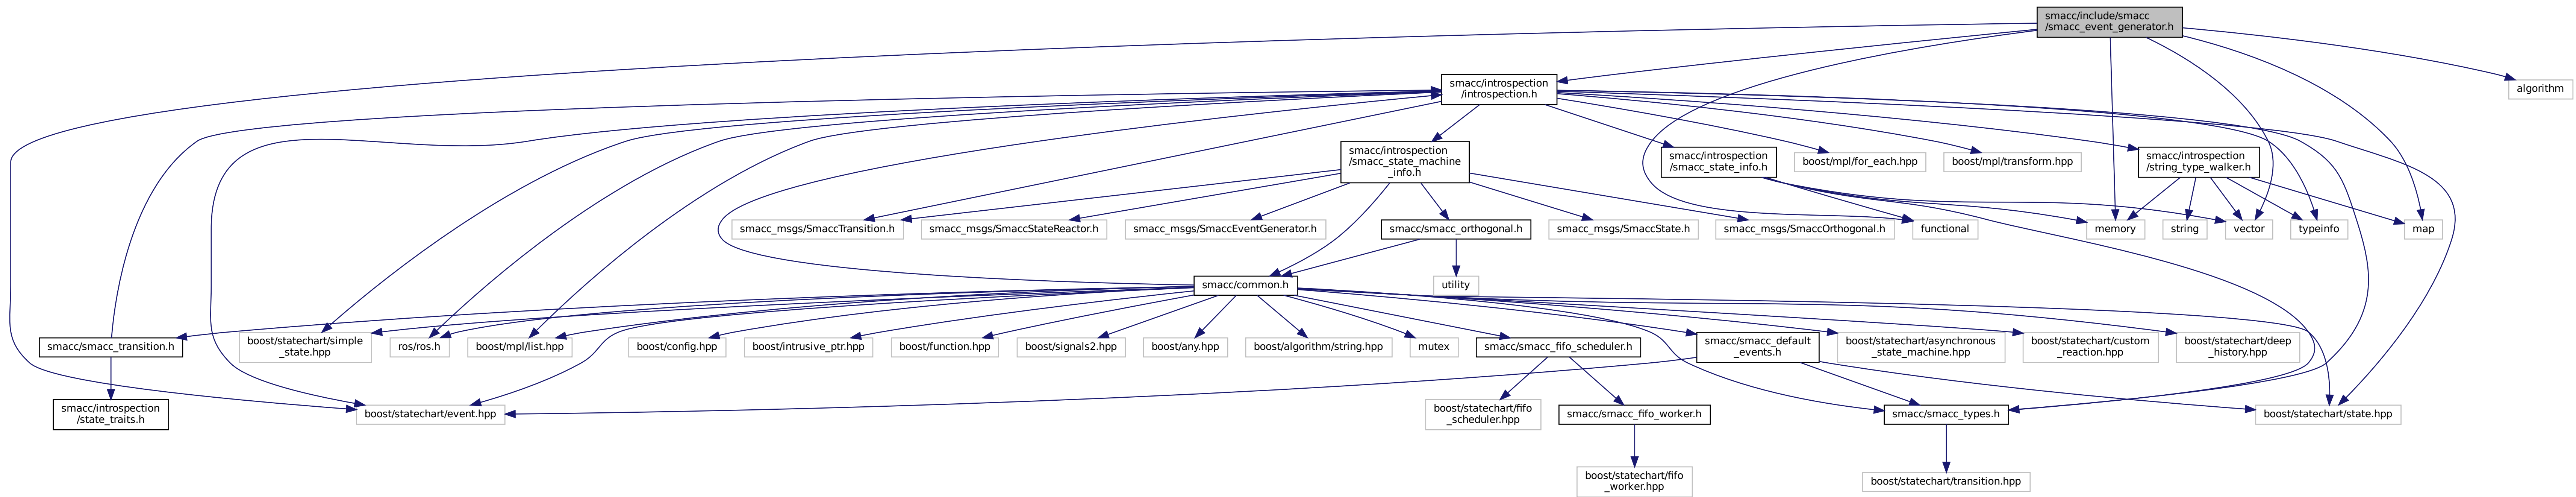 smacc/include/smacc
/smacc_event_generator.h
smacc/introspection
/introspection.h
algorithm
smacc/introspection
/smacc_state_machine
_info.h
smacc/introspection
/smacc_state_info.h
boost/mpl/for_each.hpp
boost/mpl/transform.hpp
smacc/introspection
/string_type_walker.h
smacc_msgs/SmaccTransition.h
smacc_msgs/SmaccStateReactor.h
smacc_msgs/SmaccEventGenerator.h
smacc/smacc_orthogonal.h
smacc_msgs/SmaccState.h
smacc_msgs/SmaccOrthogonal.h
functional
memory
string
vector
typeinfo
map
smacc/common.h
utility
smacc/smacc_transition.h
boost/statechart/simple
_state.hpp
ros/ros.h
boost/mpl/list.hpp
boost/config.hpp
boost/intrusive_ptr.hpp
boost/function.hpp
boost/signals2.hpp
boost/any.hpp
boost/algorithm/string.hpp
mutex
smacc/smacc_fifo_scheduler.h
smacc/smacc_default
_events.h
boost/statechart/asynchronous
_state_machine.hpp
boost/statechart/custom
_reaction.hpp
boost/statechart/deep
_history.hpp
smacc/introspection
/state_traits.h
boost/statechart/event.hpp
boost/statechart/fifo
_scheduler.hpp
smacc/smacc_fifo_worker.h
smacc/smacc_types.h
boost/statechart/state.hpp
boost/statechart/fifo
_worker.hpp
boost/statechart/transition.hpp